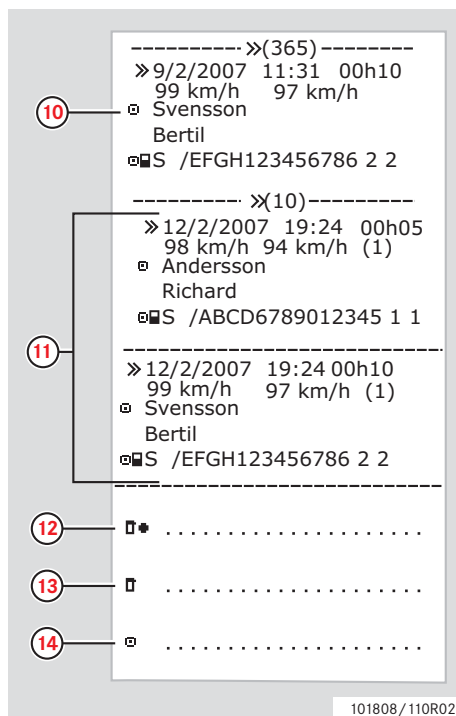 ---------- »(365)---------
» 9/2/2007 11:31 00h10
99 km/h 97 km/h
10 Svensson
Bertil
S /EFGH123456786 2 2
---------- »(10)-----------
» 12/2/2007 19:24 00h05
98 km/h 94 km/h (1)
Andersson
Richard
S /ABCD6789012345 1 1
11
» 12/2/2007 19:24 00h10
99 km/h 97 km/h (1)
Svensson
Bertil
S /EFGH123456786 2 2
12 ......................
13 ......................
14 ......................
101808/110R02